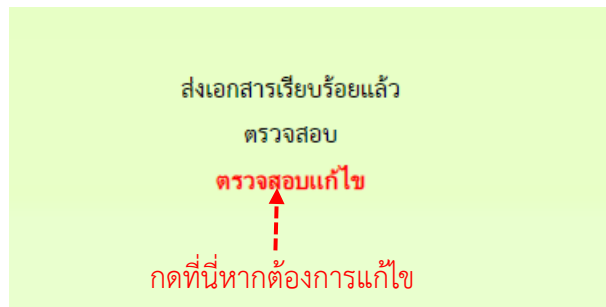 ส่งเอกสารเรียบร้อยแล้ว
ตรวจสอบ
ตรวจสอบแก้ไข
กดที่นี่หากต้องการแก้ไข